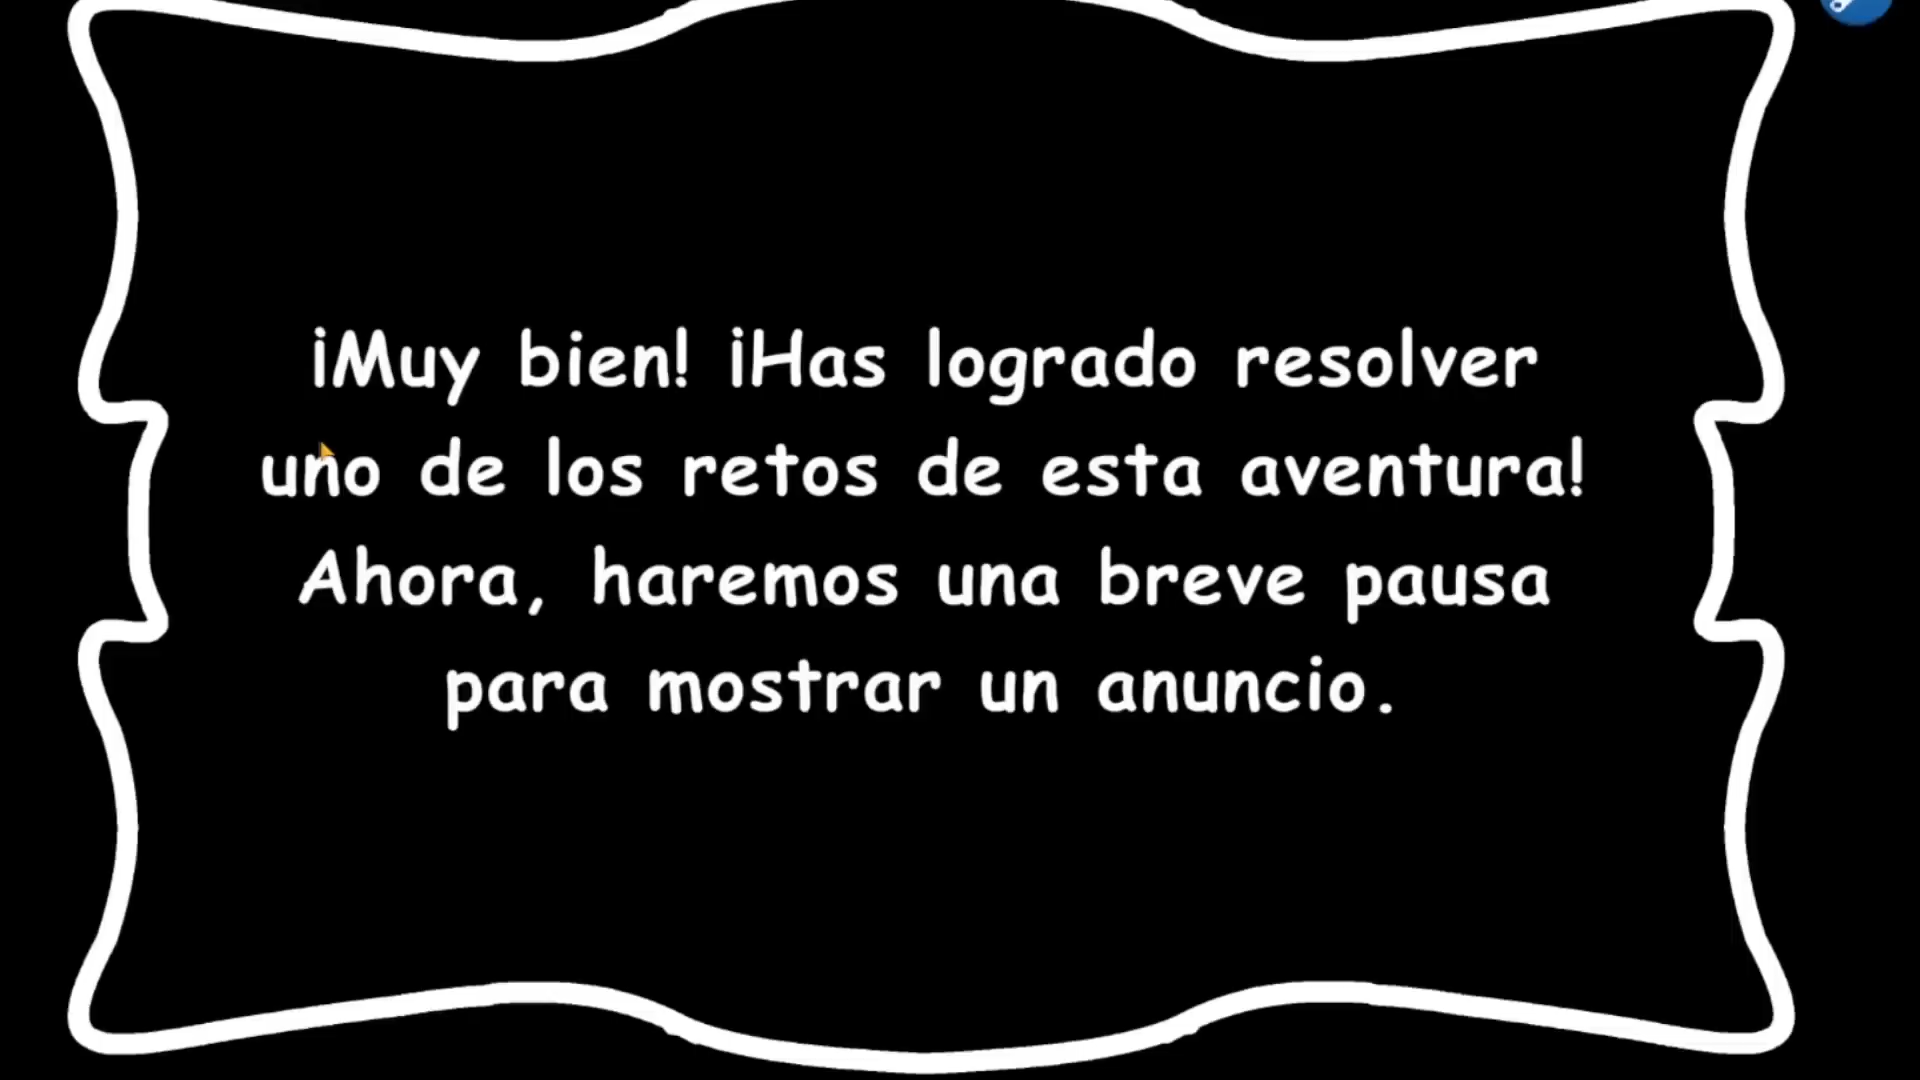 ¡Muy bien! ¡Has logrado resolver
uno de los retos de esta aventura!
Ahora, haremos una breve pausa
para mostrar un anuncio.